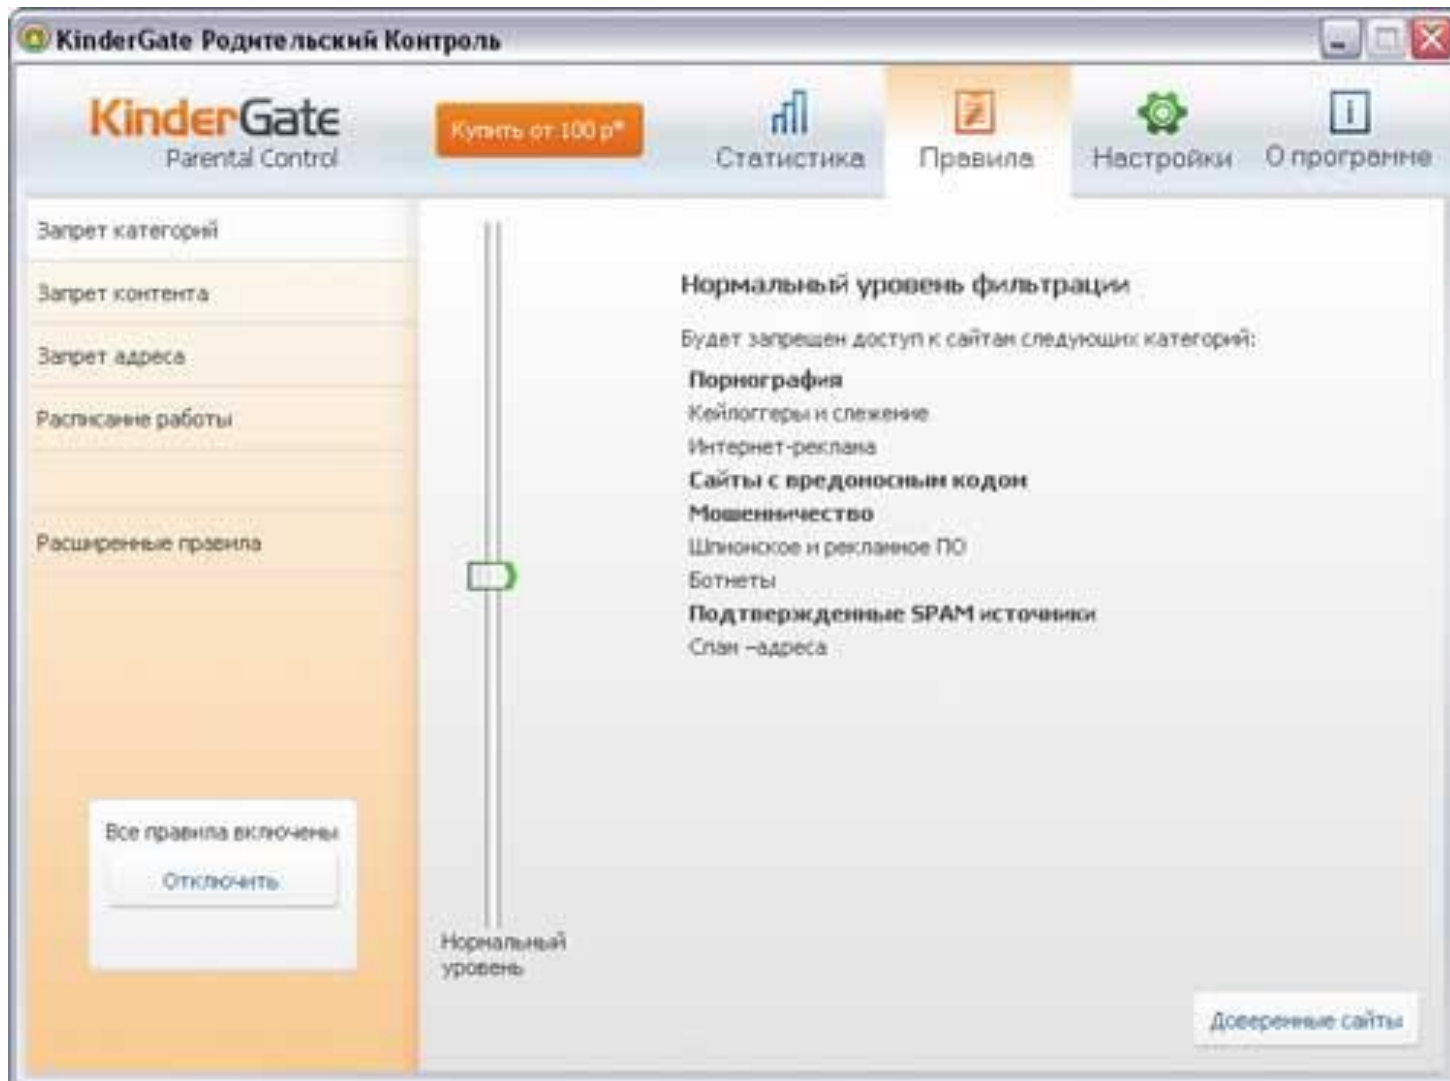 KinderGate Родительский Контроль
KinderGate
Parental Control
Купить от 100 р*
Статистика
Правила
Настройки
О программе
Запрет категорий
Запрет контента
Запрет адреса
Расписание работы
Расширенные правила
Все правила включены
Отключить
Нормальный
уровень
Нормальный уровень фильтрации
Будет запрещен доступ к сайтам следующих категорий:
Порнография
Кейлоггеры и слежение
Интернет-реклама
Сайты с вредоносным кодом
Мошенничество
Шпионское и рекламное ПО
Ботнеты
Подтвержденные SPAM источники
Спам –адреса
Доверенные сайты